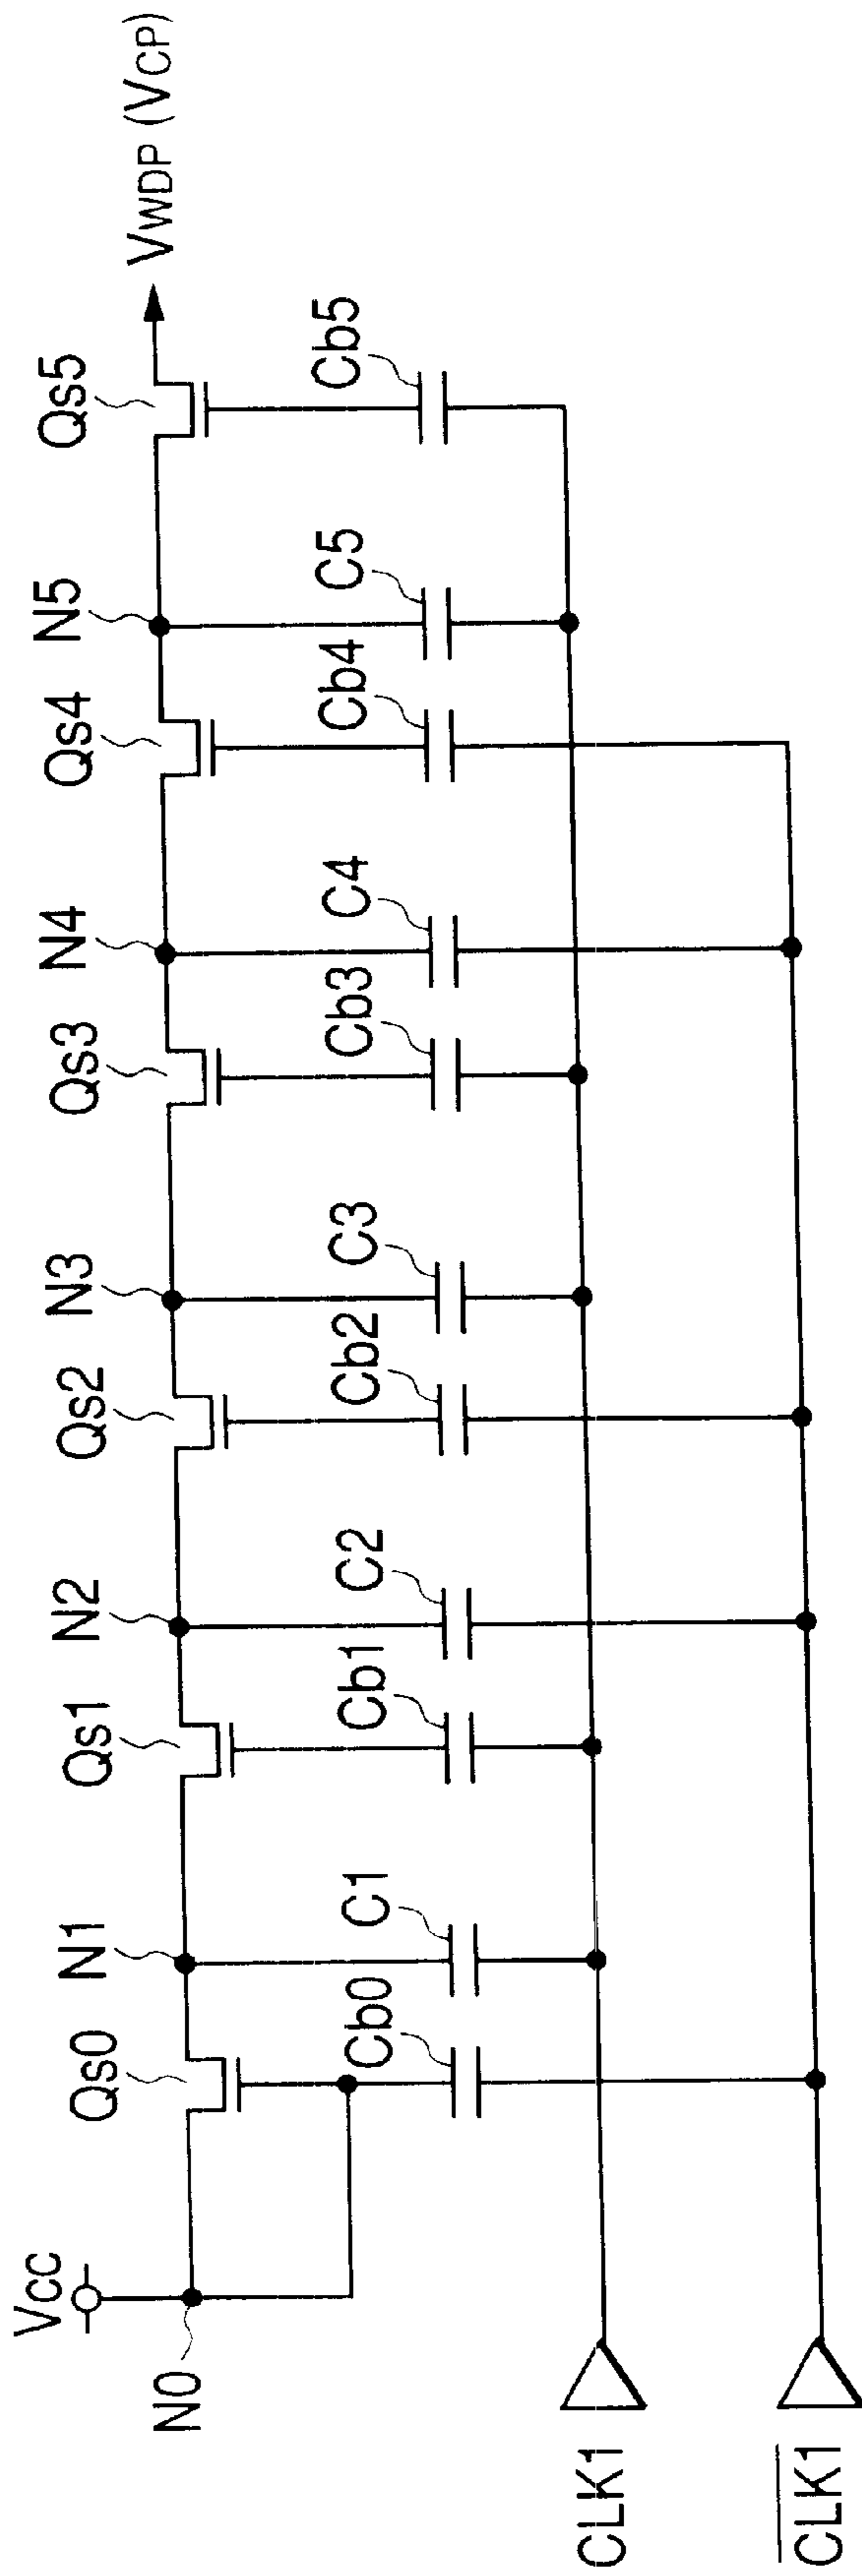 VCC
N0
Qs0
N1
Qs1
N2
Qs2
N3
Qs3
N4
Qs4
N5
Qs5
VWDP (VCP)
Cb0
C1
Cb1
C2
Cb2
C3
Cb3
C4
Cb4
C5
Cb5
CLK1
C̅L̅K̅1̅